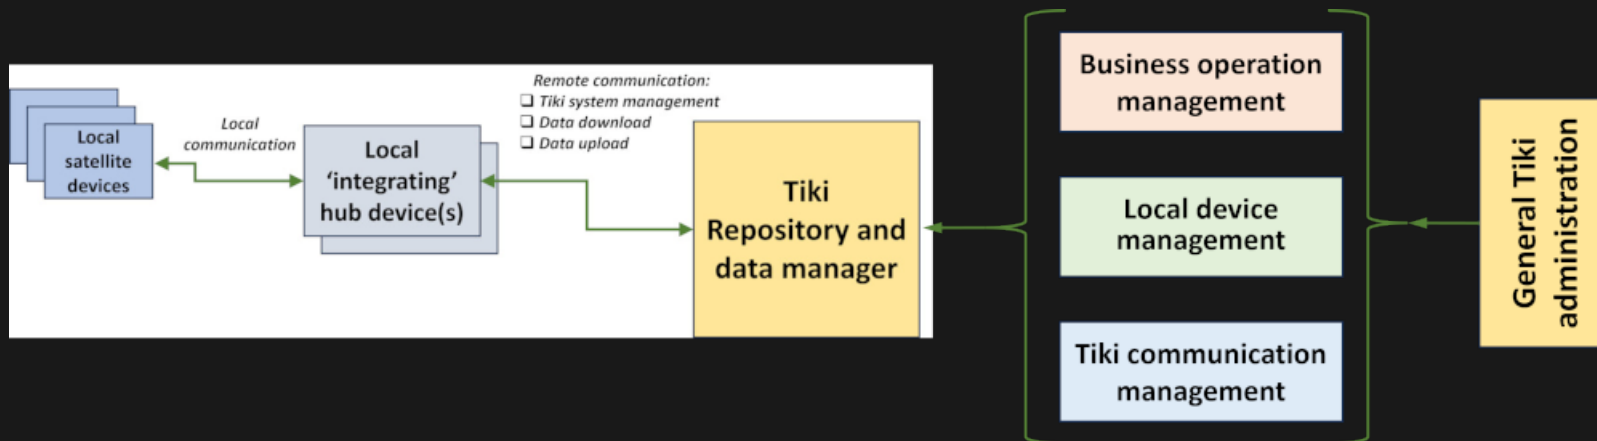 Local
satellite
devices
Local
communication
Local
‘integrating’
hub device(s)
Remote communication:
❑ Tiki system management
❑ Data download
❑ Data upload
Tiki
Repository and
data manager
Business operation
management
Local device
management
Tiki communication
management
General Tiki
administration